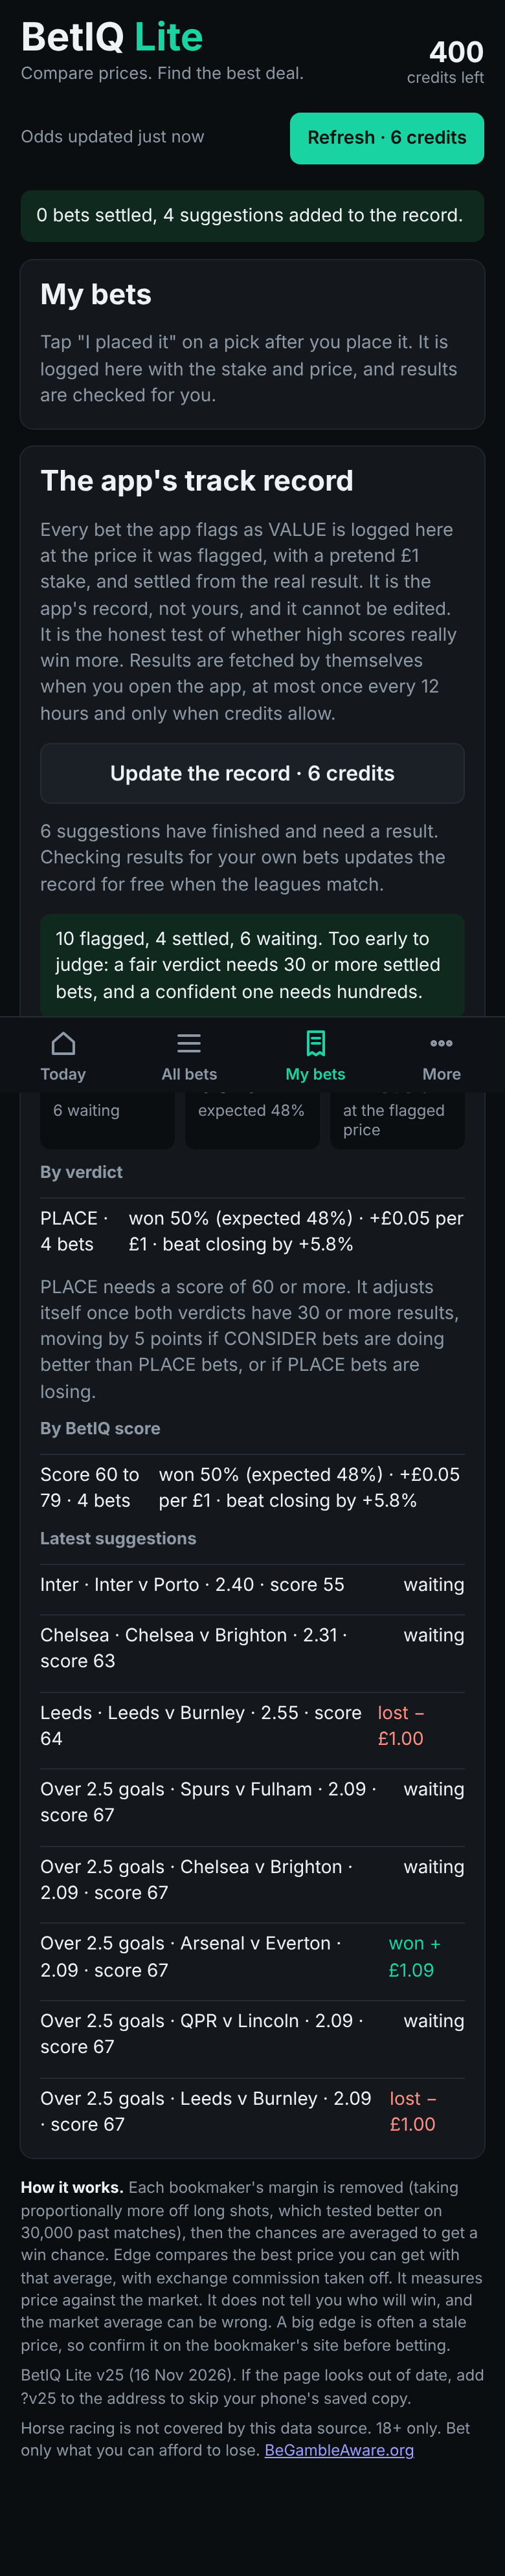 BetIQ Lite
Compare prices. Find the best deal.
400
credits left
Odds updated just now
Refresh · 6 credits
0 bets settled, 4 suggestions added to the record.
My bets
Tap "I placed it" on a pick after you place it. It is
logged here with the stake and price, and results
are checked for you.
The app's track record
Every bet the app flags as VALUE is logged here
at the price it was flagged, with a pretend £1
stake, and settled from the real result. It is the
app's record, not yours, and it cannot be edited.
It is the honest test of whether high scores really
win more. Results are fetched by themselves
when you open the app, at most once every 12
hours and only when credits allow.
Update the record · 6 credits
6 suggestions have finished and need a result.
Checking results for your own bets updates the
record for free when the leagues match.
10 flagged, 4 settled, 6 waiting. Too early to
judge: a fair verdict needs 30 or more settled
bets, and a confident one needs hundreds.
Today
All bets
My bets
More
6 waiting
expected 48%
at the flagged
price
By verdict
PLACE ·
4 bets
won 50% (expected 48%) · +£0.05 per
£1 · beat closing by +5.8%
PLACE needs a score of 60 or more. It adjusts
itself once both verdicts have 30 or more results,
moving by 5 points if CONSIDER bets are doing
better than PLACE bets, or if PLACE bets are
losing.
By BetIQ score
Score 60 to
79 · 4 bets
won 50% (expected 48%) · +£0.05
per £1 · beat closing by +5.8%
Latest suggestions
Inter · Inter v Porto · 2.40 · score 55
waiting
Chelsea · Chelsea v Brighton · 2.31 ·
score 63
waiting
Leeds · Leeds v Burnley · 2.55 · score
64
lost −
£1.00
Over 2.5 goals · Spurs v Fulham · 2.09 ·
score 67
waiting
Over 2.5 goals · Chelsea v Brighton ·
2.09 · score 67
waiting
Over 2.5 goals · Arsenal v Everton ·
2.09 · score 67
won +
£1.09
Over 2.5 goals · QPR v Lincoln · 2.09 ·
score 67
waiting
Over 2.5 goals · Leeds v Burnley · 2.09
· score 67
lost −
£1.00
How it works. Each bookmaker's margin is removed (taking
proportionally more off long shots, which tested better on
30,000 past matches), then the chances are averaged to get a
win chance. Edge compares the best price you can get with
that average, with exchange commission taken off. It measures
price against the market. It does not tell you who will win, and
the market average can be wrong. A big edge is often a stale
price, so confirm it on the bookmaker's site before betting.
BetIQ Lite v25 (16 Nov 2026). If the page looks out of date, add
?v25 to the address to skip your phone's saved copy.
Horse racing is not covered by this data source. 18+ only. Bet
only what you can afford to lose. BeGambleAware.org